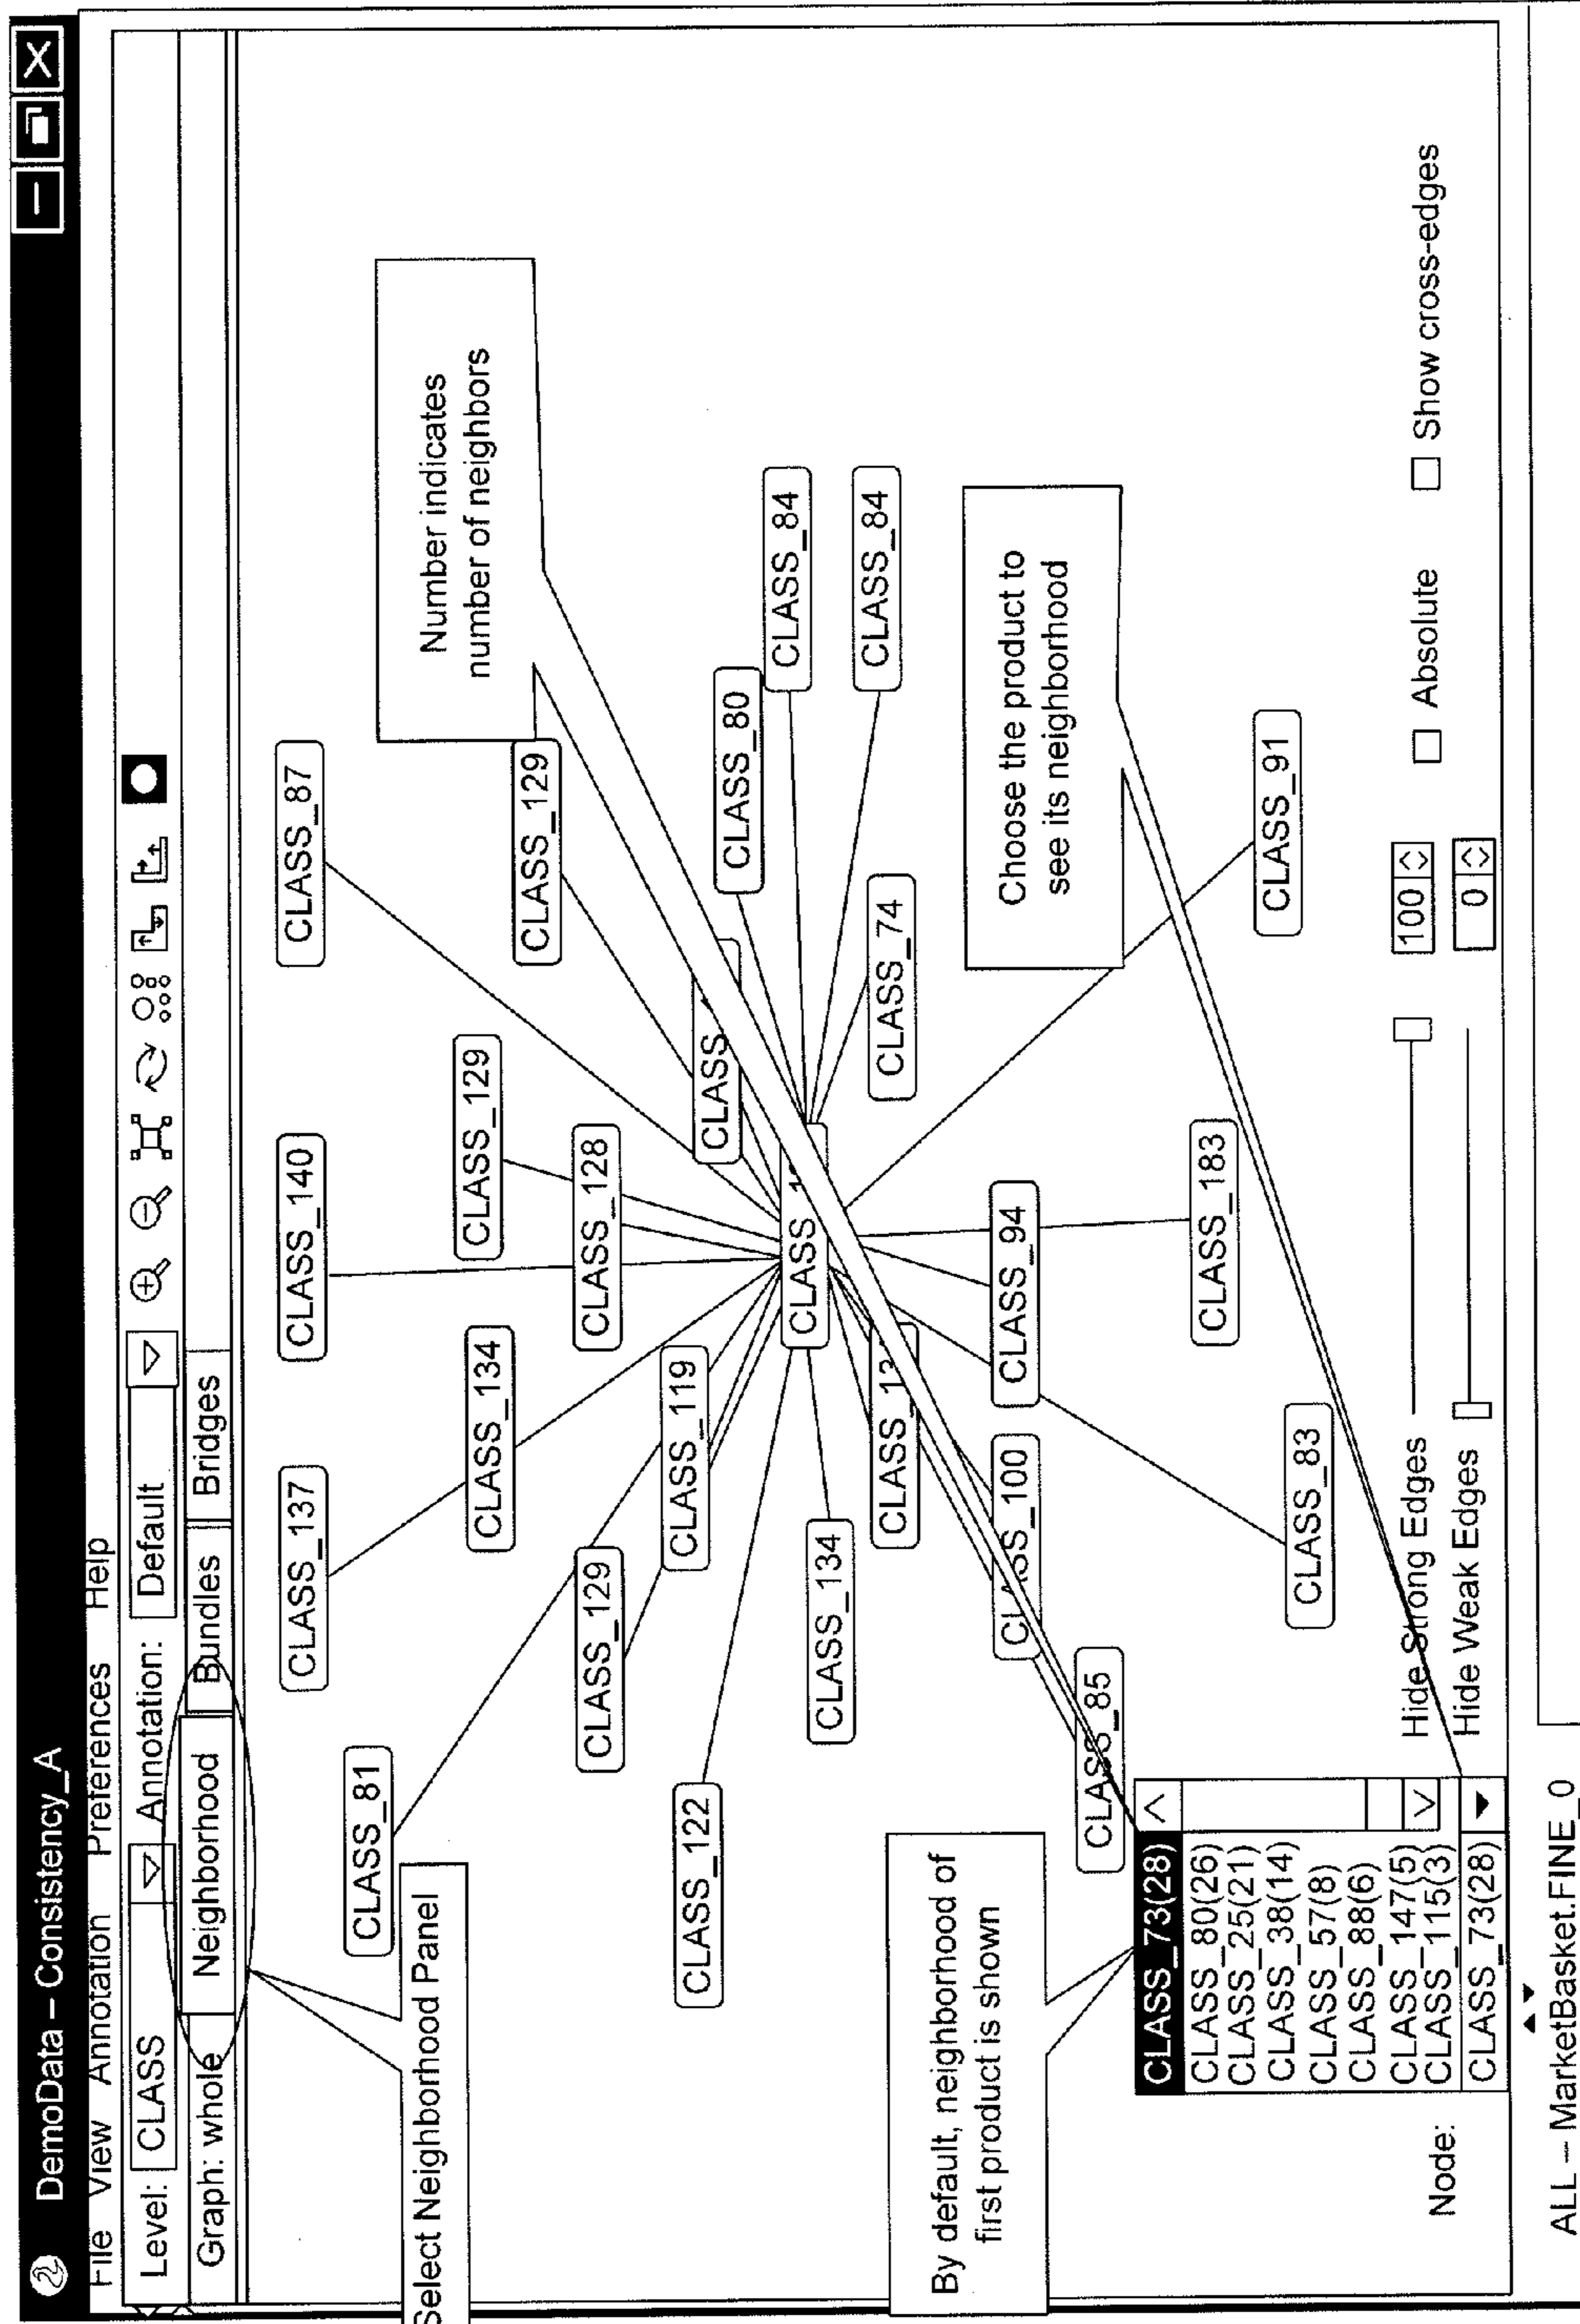 DemoData – Consistency_A
File View Annotation Preferences Help
Level: CLASS Annotation: Default
Graph: whole Neighborhood Bundles Bridges
Select Neighborhood Panel
CLASS_137
CLASS_140
CLASS_87
CLASS_81
CLASS_134
CLASS_129
CLASS_129
Number indicates
number of neighbors
CLASS_129
CLASS_128
CLASS_122
CLASS_119
CLASS
CLASS_80
CLASS_84
CLASS
CLASS_134
CLASS_74
CLASS_84
By default, neighborhood of
first product is shown
CLASS_100
CLASS_94
Choose the product to
see its neighborhood
CLASS_85
CLASS_183
CLASS_91
CLASS_83
CLASS_73(28)
CLASS_80(26)
CLASS_25(21)
CLASS_38(14)
CLASS_57(8)
CLASS_88(6)
CLASS_147(5)
CLASS_115(3)
Node: CLASS_73(28)
Hide Strong Edges 100 Absolute Show cross-edges
Hide Weak Edges 0
ALL – MarketBasket.FINE_0